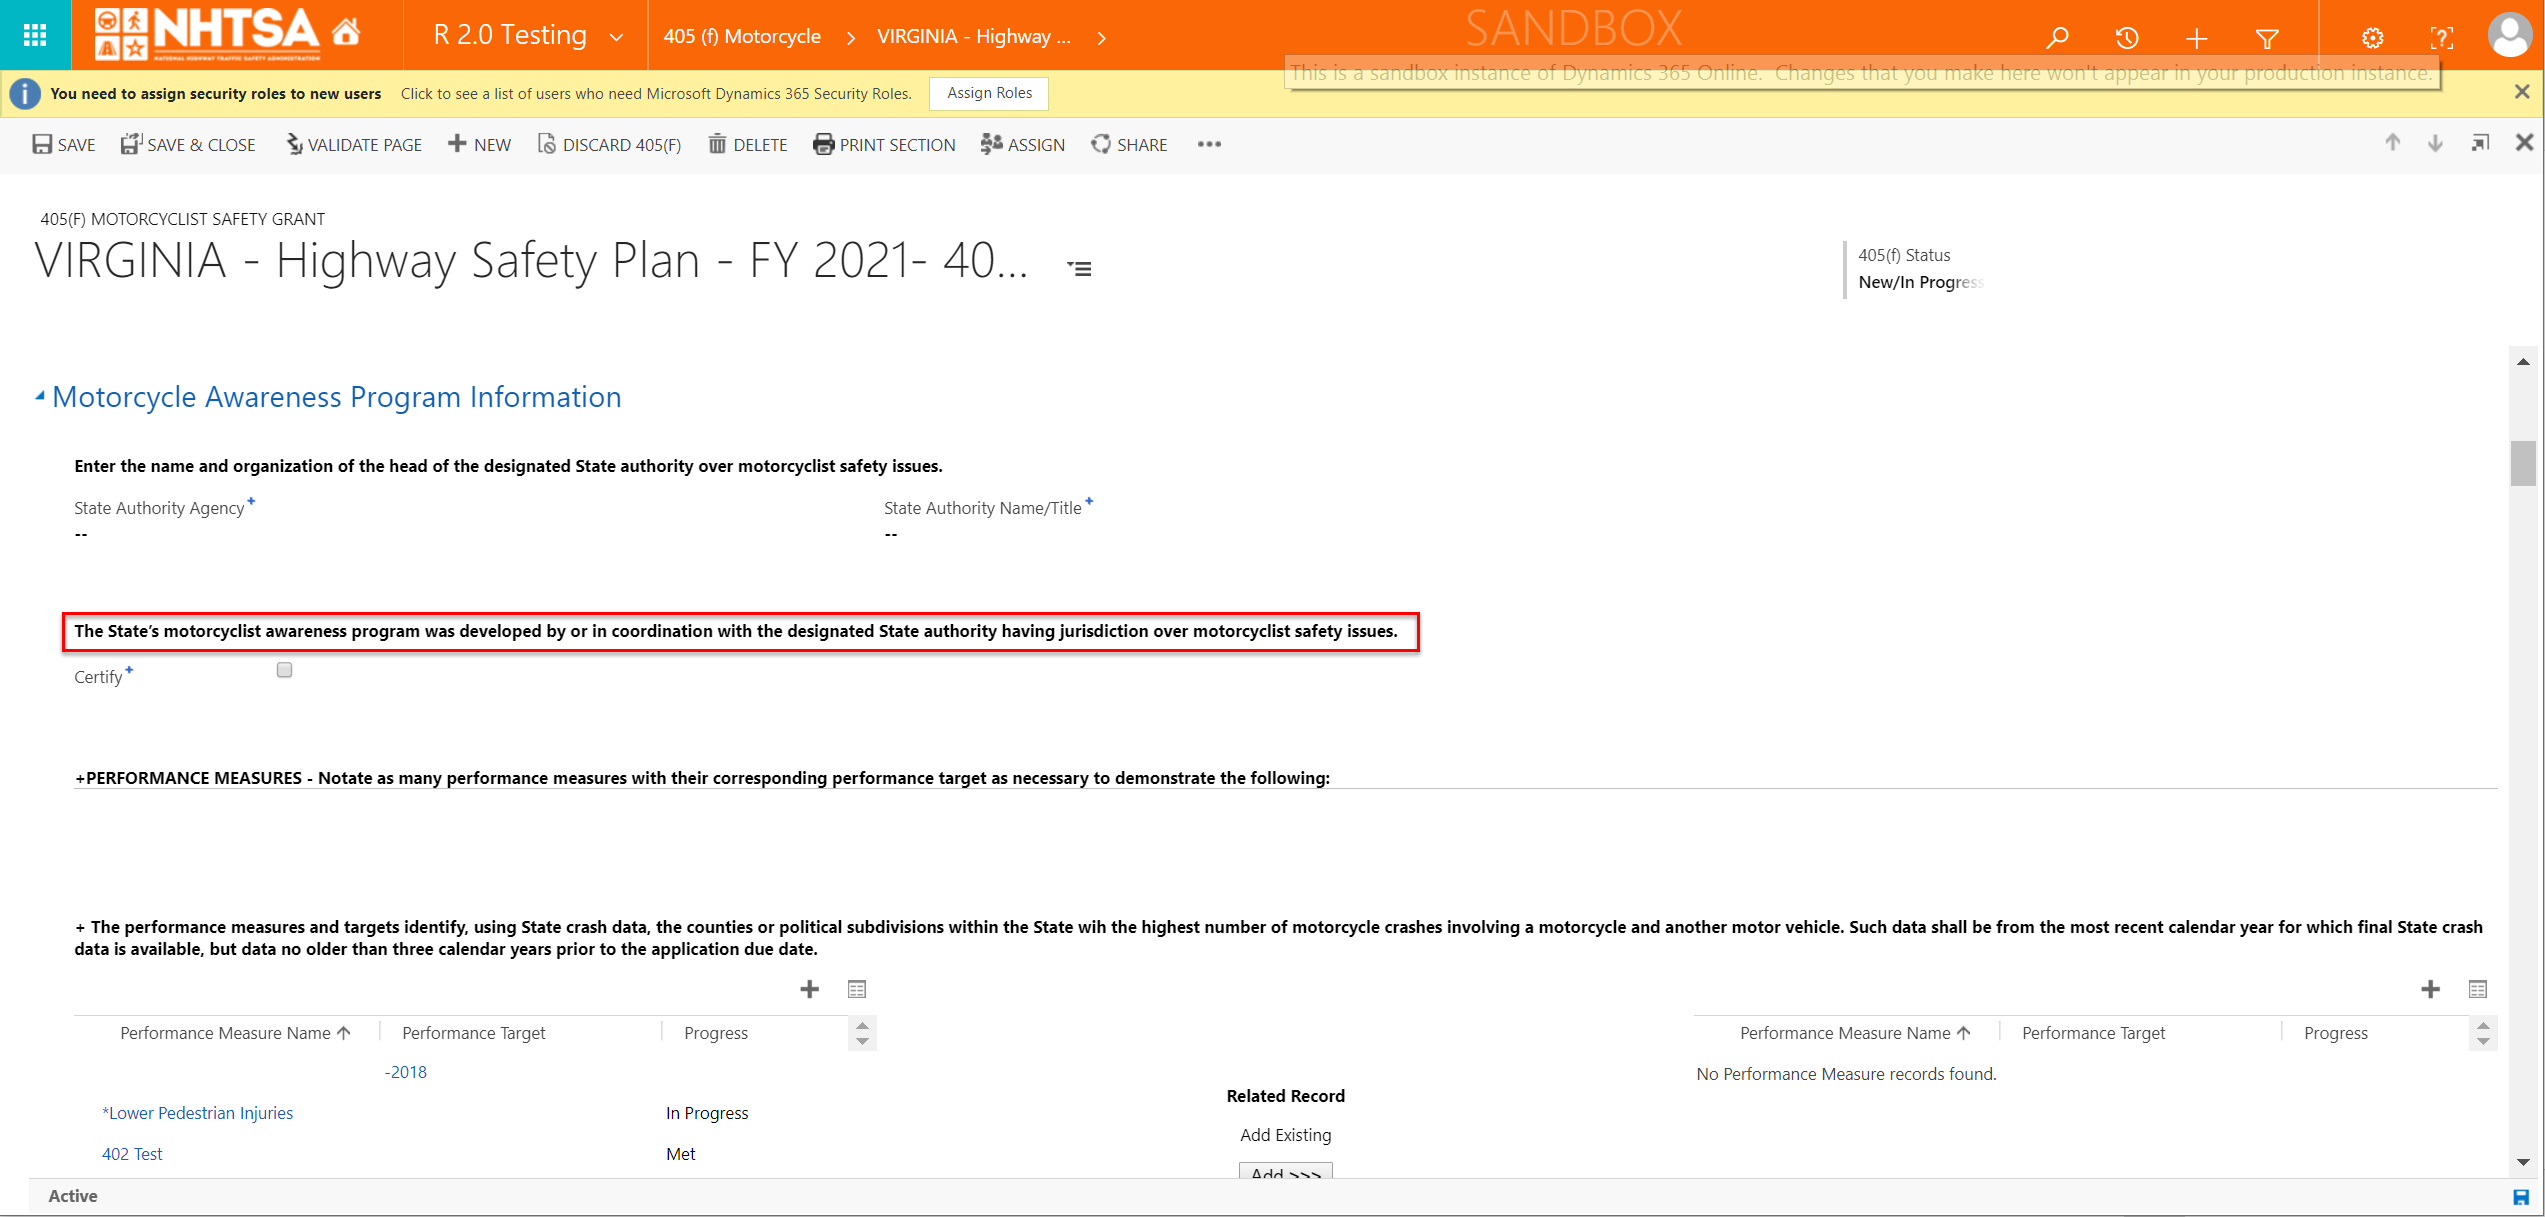 NHTSA
NATIONAL HIGHWAY TRAFFIC SAFETY ADMINISTRATION
R 2.0 Testing
405 (f) Motorcycle
VIRGINIA - Highway ...
SANDBOX
This is a sandbox instance of Dynamics 365 Online. Changes that you make here won't appear in your production instance.
You need to assign security roles to new users Click to see a list of users who need Microsoft Dynamics 365 Security Roles. Assign Roles
SAVE SAVE & CLOSE VALIDATE PAGE NEW DISCARD 405(F) DELETE PRINT SECTION ASSIGN SHARE
405(F) MOTORCYCLIST SAFETY GRANT
VIRGINIA - Highway Safety Plan - FY 2021- 40...
405(f) Status
New/In Progress
Motorcycle Awareness Program Information
Enter the name and organization of the head of the designated State authority over motorcyclist safety issues.
State Authority Agency+ State Authority Name/Title+
-- --
The State's motorcyclist awareness program was developed by or in coordination with the designated State authority having jurisdiction over motorcyclist safety issues.
Certify+
+PERFORMANCE MEASURES - Notate as many performance measures with their corresponding performance target as necessary to demonstrate the following:
+ The performance measures and targets identify, using State crash data, the counties or political subdivisions within the State wih the highest number of motorcycle crashes involving a motorcycle and another motor vehicle. Such data shall be from the most recent calendar year for which final State crash
data is available, but data no older than three calendar years prior to the application due date.
Performance Measure Name Performance Target Progress
-2018
*Lower Pedestrian Injuries In Progress
402 Test Met
Related Record
Add Existing
Add >>>
Performance Measure Name Performance Target Progress
No Performance Measure records found.
Active